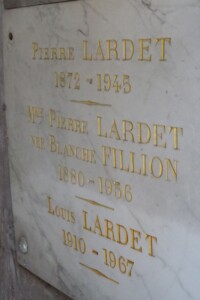 PIERRE LARDET
1872 - 1945
MME PIERRE LARDET
NÉE BLANCHE FILLION
1880 - 1956
LOUIS LARDET
1910 - 1967